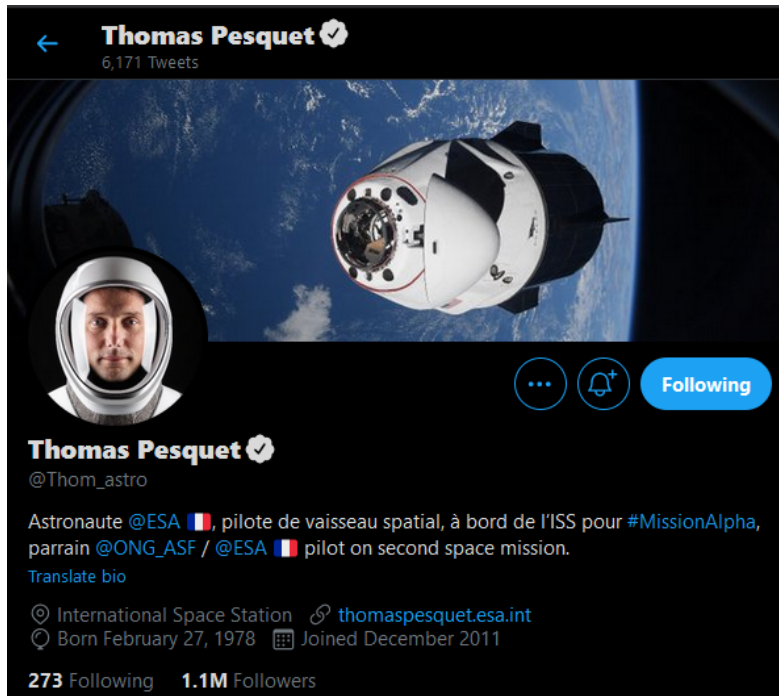 Thomas Pesquet
6,171 Tweets
Following
Thomas Pesquet
@Thom_astro
Astronaute @ESA 🇫🇷, pilote de vaisseau spatial, à bord de l'ISS pour #MissionAlpha,
parrain @ONG_ASF / @ESA 🇫🇷 pilot on second space mission.
Translate bio
International Space Station thomaspesquet.esa.int
Born February 27, 1978 Joined December 2011
273 Following 1.1M Followers